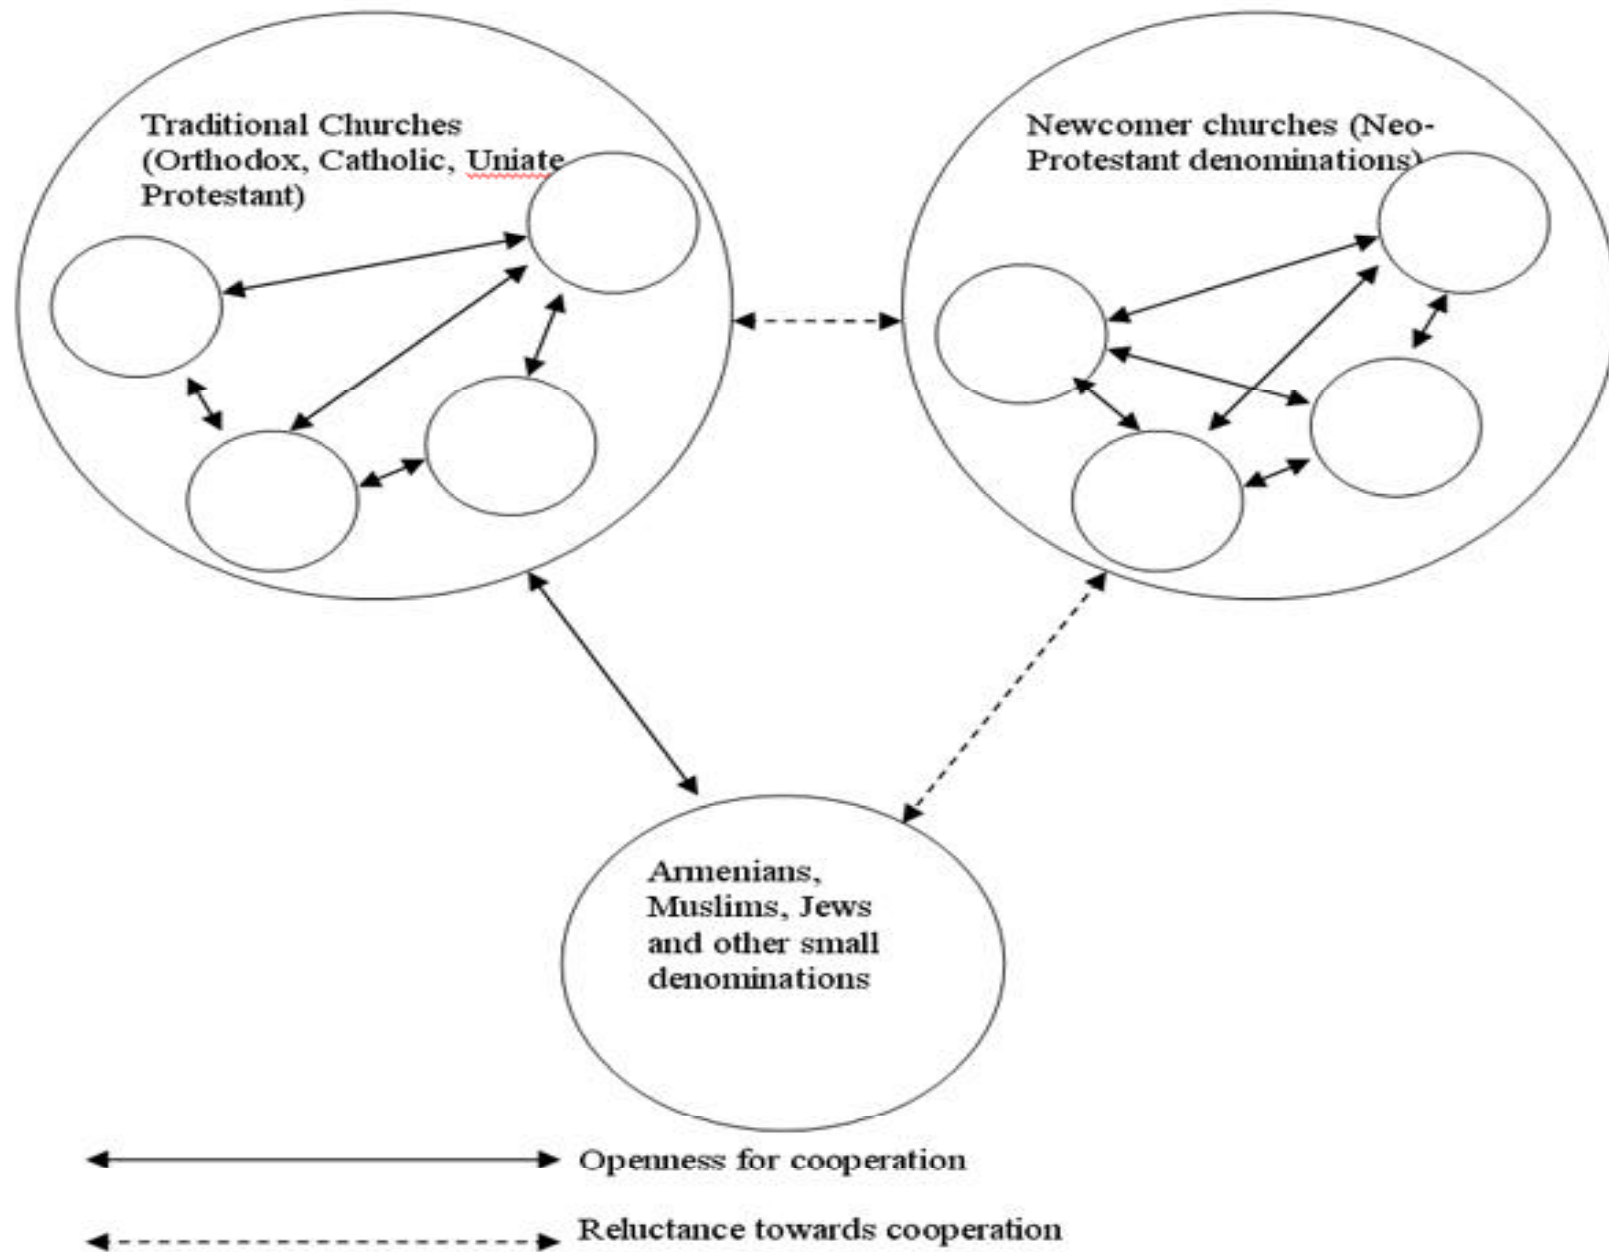 Traditional Churches
(Orthodox, Catholic, Uniate
Protestant)
Newcomer churches (Neo-
Protestant denominations)
Armenians,
Muslims, Jews
and other small
denominations
Openness for cooperation
Reluctance towards cooperation